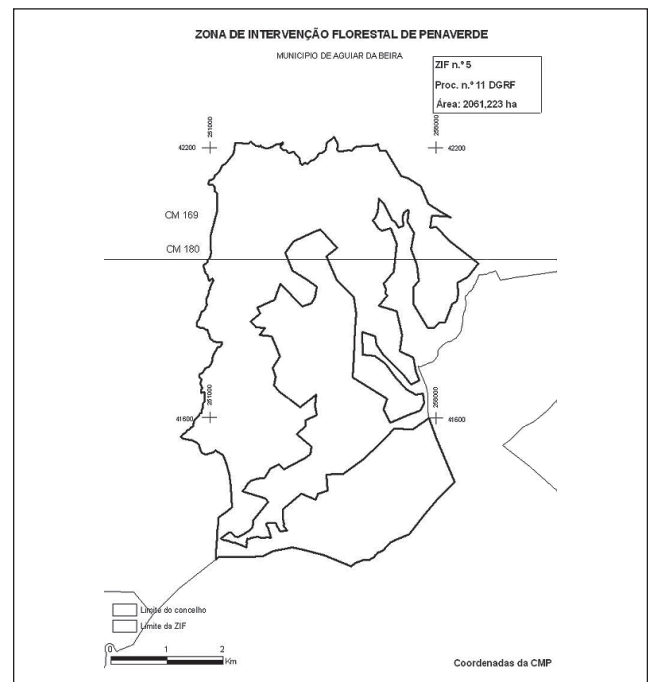 ZONA DE INTERVENÇÃO FLORESTAL DE PENAVERDE
MUNICIPIO DE AGUIAR DA BEIRA
ZIF n.º 5
Proc. n.º 11 DGRF
Área: 2061,223 ha
251000
256000
42200
42200
CM 169
CM 180
251000
256000
41600
41600
Limite do concelho
Limite da ZIF
0 1 2
Km
Coordenadas da CMP